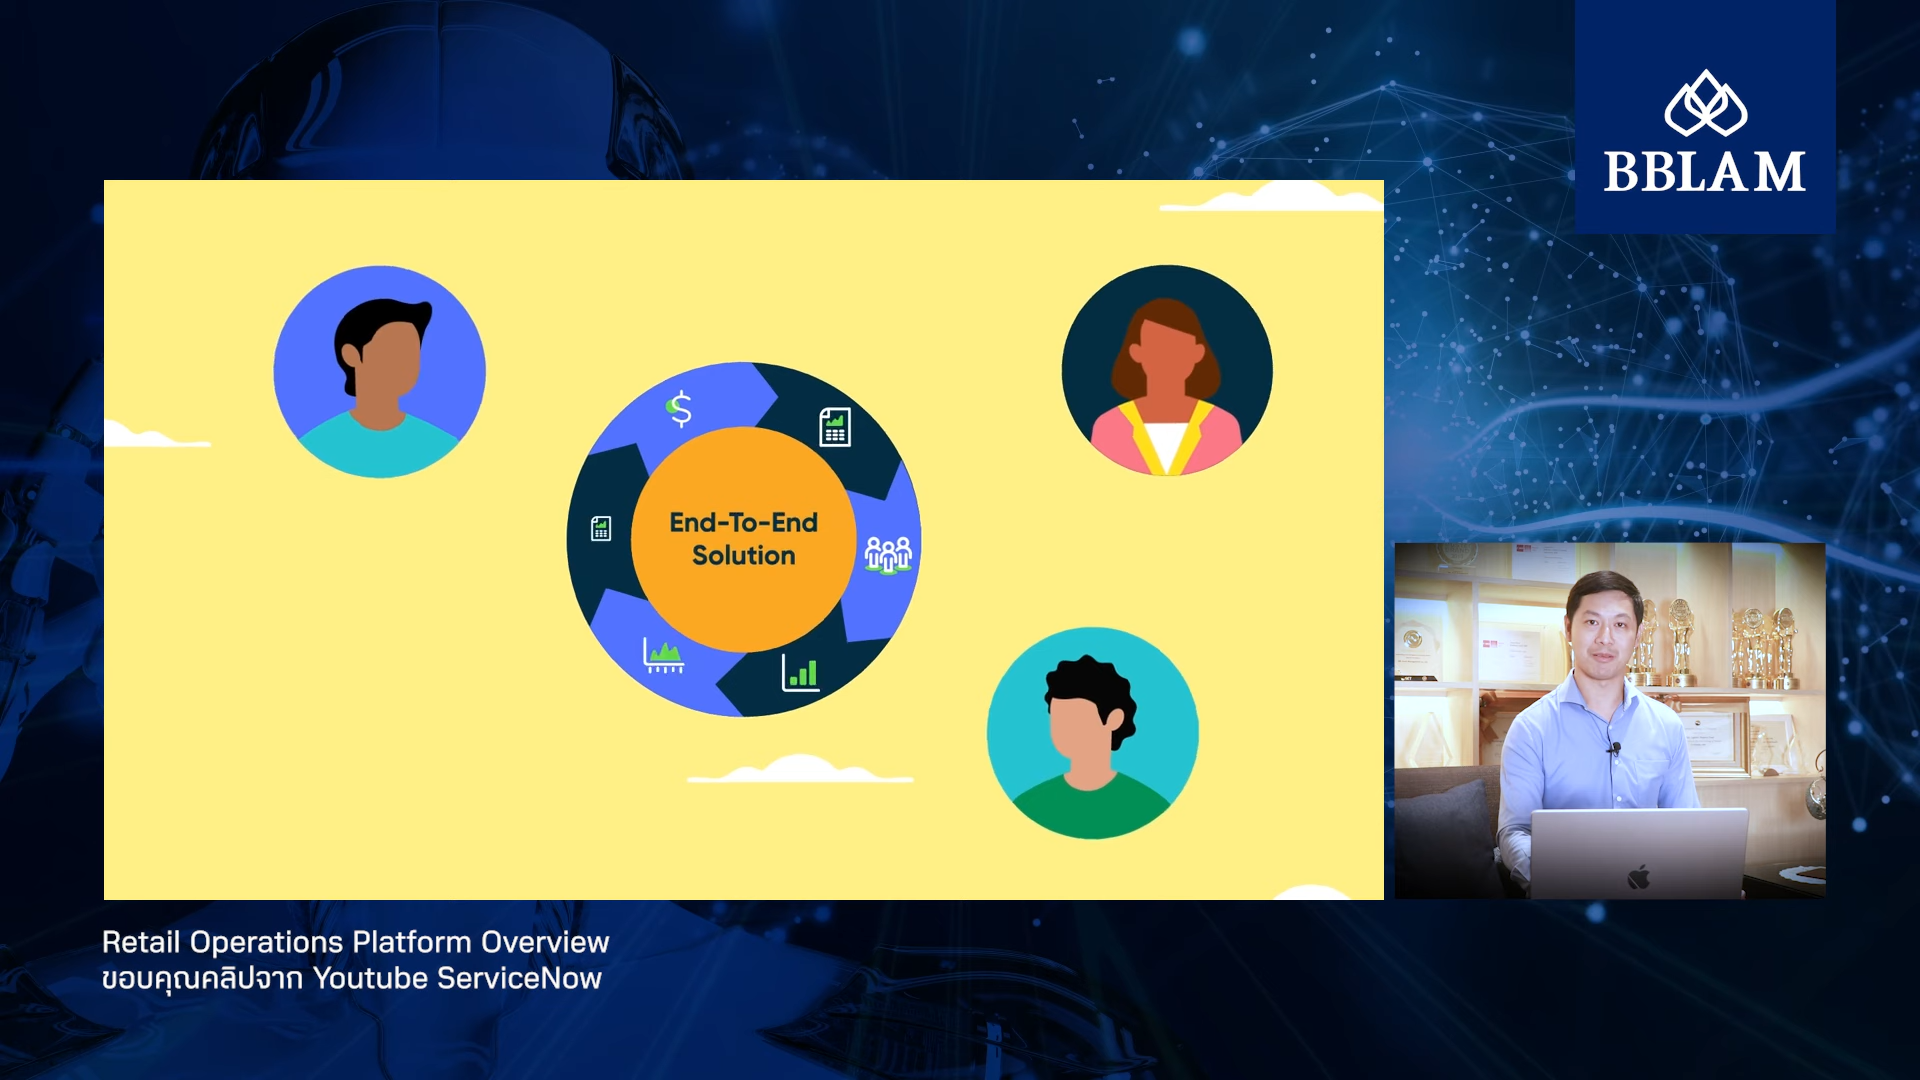 BBLAM
End-To-End
Solution
Retail Operations Platform Overview
ขอบคุณคลิปจาก Youtube ServiceNow